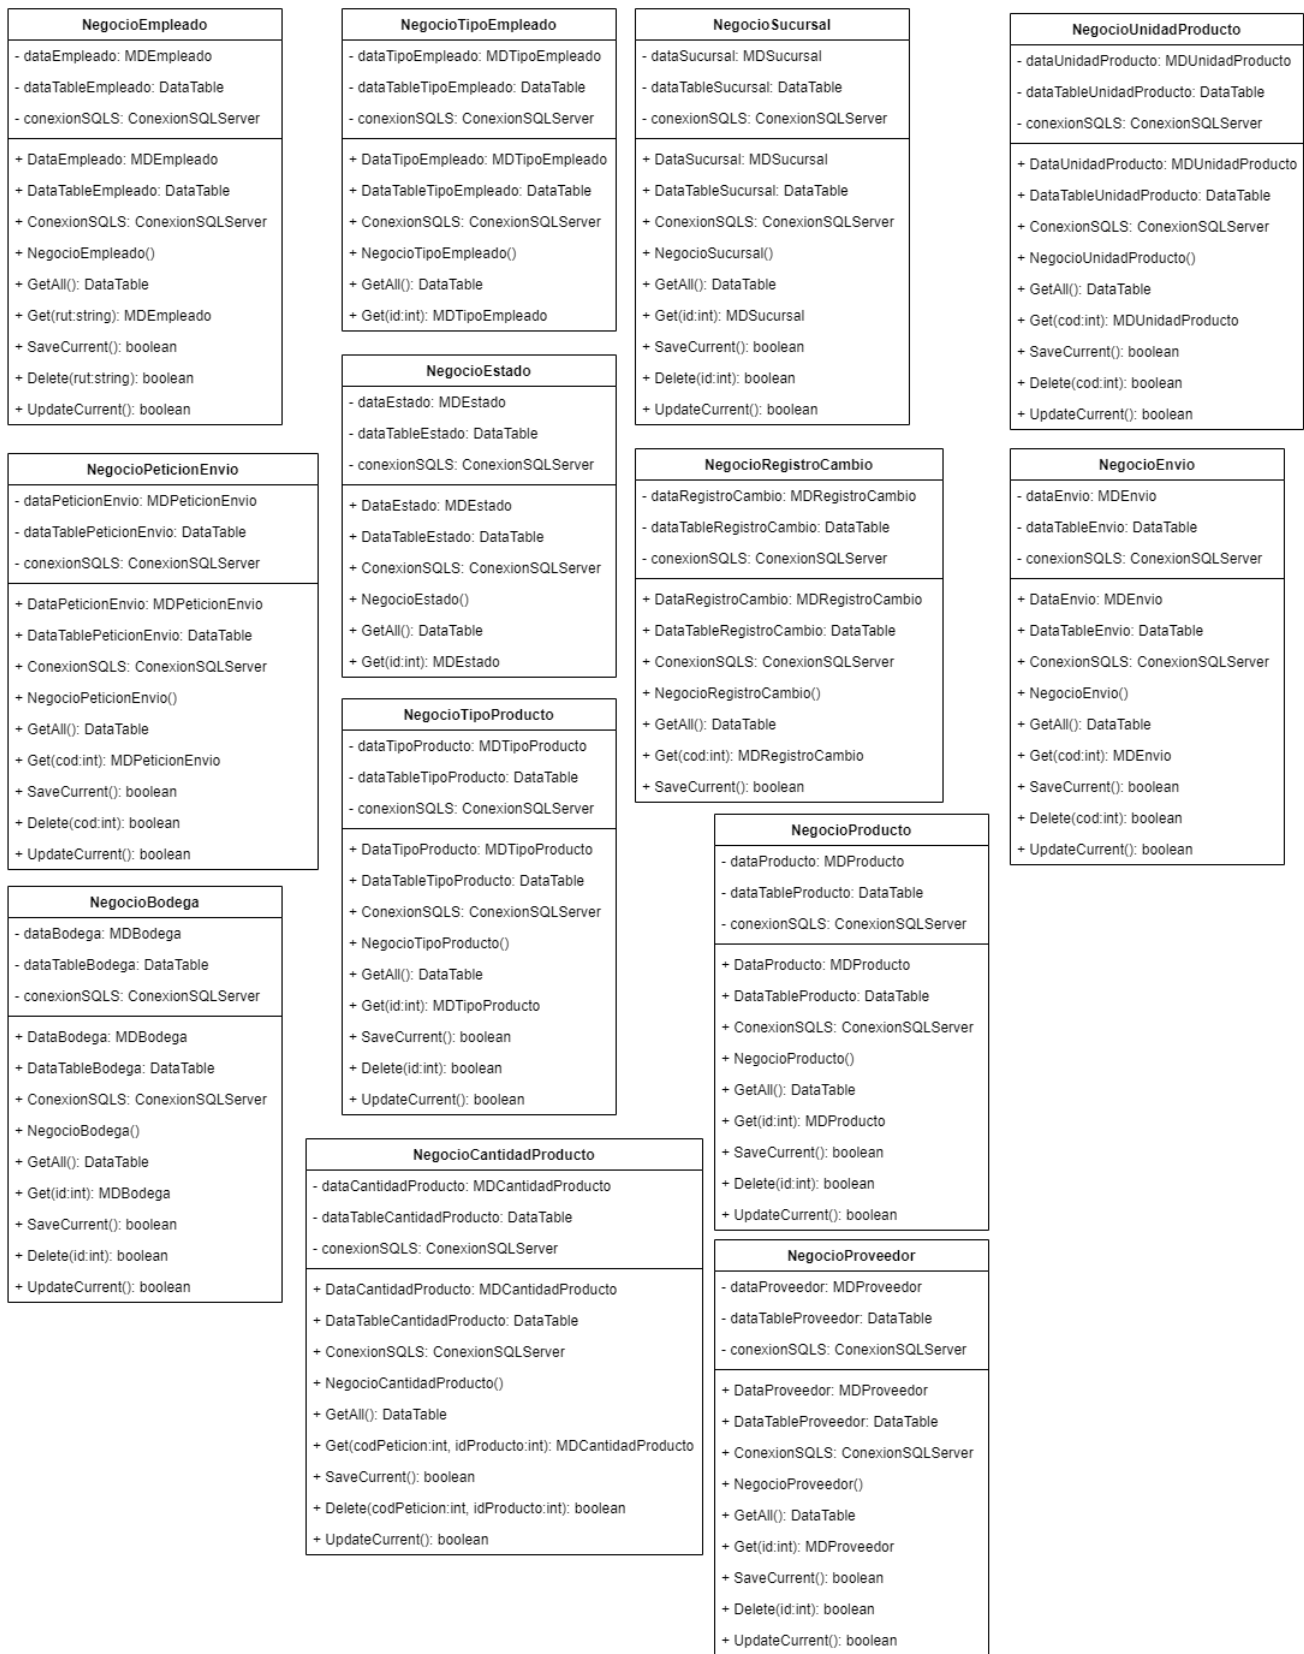 NegocioEmpleado
- dataEmpleado: MDEmpleado
- dataTableEmpleado: DataTable
- conexionSQLS: ConexionSQLServer
+ DataEmpleado: MDEmpleado
+ DataTableEmpleado: DataTable
+ ConexionSQLS: ConexionSQLServer
+ NegocioEmpleado()
+ GetAll(): DataTable
+ Get(rut:string): MDEmpleado
+ SaveCurrent(): boolean
+ Delete(rut:string): boolean
+ UpdateCurrent(): boolean
NegocioTipoEmpleado
- dataTipoEmpleado: MDTipoEmpleado
- dataTableTipoEmpleado: DataTable
- conexionSQLS: ConexionSQLServer
+ DataTipoEmpleado: MDTipoEmpleado
+ DataTableTipoEmpleado: DataTable
+ ConexionSQLS: ConexionSQLServer
+ NegocioTipoEmpleado()
+ GetAll(): DataTable
+ Get(id:int): MDTipoEmpleado
NegocioSucursal
- dataSucursal: MDSucursal
- dataTableSucursal: DataTable
- conexionSQLS: ConexionSQLServer
+ DataSucursal: MDSucursal
+ DataTableSucursal: DataTable
+ ConexionSQLS: ConexionSQLServer
+ NegocioSucursal()
+ GetAll(): DataTable
+ Get(id:int): MDSucursal
+ SaveCurrent(): boolean
+ Delete(id:int): boolean
+ UpdateCurrent(): boolean
NegocioUnidadProducto
- dataUnidadProducto: MDUnidadProducto
- dataTableUnidadProducto: DataTable
- conexionSQLS: ConexionSQLServer
+ DataUnidadProducto: MDUnidadProducto
+ DataTableUnidadProducto: DataTable
+ ConexionSQLS: ConexionSQLServer
+ NegocioUnidadProducto()
+ GetAll(): DataTable
+ Get(cod:int): MDUnidadProducto
+ SaveCurrent(): boolean
+ Delete(cod:int): boolean
+ UpdateCurrent(): boolean
NegocioEstado
- dataEstado: MDEstado
- dataTableEstado: DataTable
- conexionSQLS: ConexionSQLServer
+ DataEstado: MDEstado
+ DataTableEstado: DataTable
+ ConexionSQLS: ConexionSQLServer
+ NegocioEstado()
+ GetAll(): DataTable
+ Get(id:int): MDEstado
NegocioPeticionEnvio
- dataPeticionEnvio: MDPeticionEnvio
- dataTablePeticionEnvio: DataTable
- conexionSQLS: ConexionSQLServer
+ DataPeticionEnvio: MDPeticionEnvio
+ DataTablePeticionEnvio: DataTable
+ ConexionSQLS: ConexionSQLServer
+ NegocioPeticionEnvio()
+ GetAll(): DataTable
+ Get(cod:int): MDPeticionEnvio
+ SaveCurrent(): boolean
+ Delete(cod:int): boolean
+ UpdateCurrent(): boolean
NegocioRegistroCambio
- dataRegistroCambio: MDRegistroCambio
- dataTableRegistroCambio: DataTable
- conexionSQLS: ConexionSQLServer
+ DataRegistroCambio: MDRegistroCambio
+ DataTableRegistroCambio: DataTable
+ ConexionSQLS: ConexionSQLServer
+ NegocioRegistroCambio()
+ GetAll(): DataTable
+ Get(cod:int): MDRegistroCambio
+ SaveCurrent(): boolean
NegocioEnvio
- dataEnvio: MDEnvio
- dataTableEnvio: DataTable
- conexionSQLS: ConexionSQLServer
+ DataEnvio: MDEnvio
+ DataTableEnvio: DataTable
+ ConexionSQLS: ConexionSQLServer
+ NegocioEnvio()
+ GetAll(): DataTable
+ Get(cod:int): MDEnvio
+ SaveCurrent(): boolean
+ Delete(cod:int): boolean
+ UpdateCurrent(): boolean
NegocioTipoProducto
- dataTipoProducto: MDTipoProducto
- dataTableTipoProducto: DataTable
- conexionSQLS: ConexionSQLServer
+ DataTipoProducto: MDTipoProducto
+ DataTableTipoProducto: DataTable
+ ConexionSQLS: ConexionSQLServer
+ NegocioTipoProducto()
+ GetAll(): DataTable
+ Get(id:int): MDTipoProducto
+ SaveCurrent(): boolean
+ Delete(id:int): boolean
+ UpdateCurrent(): boolean
NegocioProducto
- dataProducto: MDProducto
- dataTableProducto: DataTable
- conexionSQLS: ConexionSQLServer
+ DataProducto: MDProducto
+ DataTableProducto: DataTable
+ ConexionSQLS: ConexionSQLServer
+ NegocioProducto()
+ GetAll(): DataTable
+ Get(id:int): MDProducto
+ SaveCurrent(): boolean
+ Delete(id:int): boolean
+ UpdateCurrent(): boolean
NegocioBodega
- dataBodega: MDBodega
- dataTableBodega: DataTable
- conexionSQLS: ConexionSQLServer
+ DataBodega: MDBodega
+ DataTableBodega: DataTable
+ ConexionSQLS: ConexionSQLServer
+ NegocioBodega()
+ GetAll(): DataTable
+ Get(id:int): MDBodega
+ SaveCurrent(): boolean
+ Delete(id:int): boolean
+ UpdateCurrent(): boolean
NegocioCantidadProducto
- dataCantidadProducto: MDCantidadProducto
- dataTableCantidadProducto: DataTable
- conexionSQLS: ConexionSQLServer
+ DataCantidadProducto: MDCantidadProducto
+ DataTableCantidadProducto: DataTable
+ ConexionSQLS: ConexionSQLServer
+ NegocioCantidadProducto()
+ GetAll(): DataTable
+ Get(codPeticion:int, idProducto:int): MDCantidadProducto
+ SaveCurrent(): boolean
+ Delete(codPeticion:int, idProducto:int): boolean
+ UpdateCurrent(): boolean
NegocioProveedor
- dataProveedor: MDProveedor
- dataTableProveedor: DataTable
- conexionSQLS: ConexionSQLServer
+ DataProveedor: MDProveedor
+ DataTableProveedor: DataTable
+ ConexionSQLS: ConexionSQLServer
+ NegocioProveedor()
+ GetAll(): DataTable
+ Get(id:int): MDProveedor
+ SaveCurrent(): boolean
+ Delete(id:int): boolean
+ UpdateCurrent(): boolean